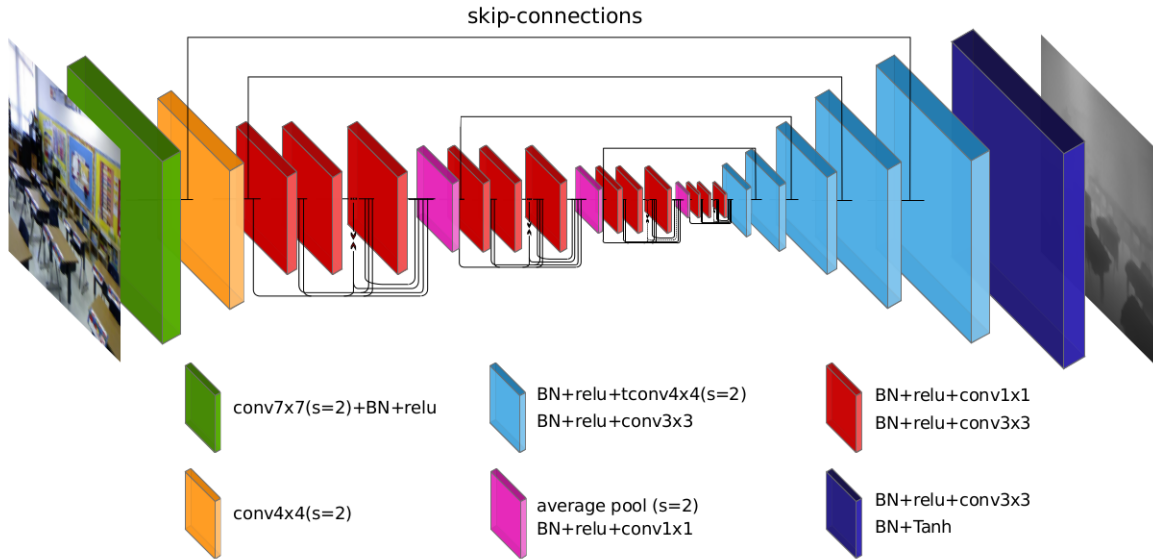 skip-connections
conv7x7(s=2)+BN+relu
BN+relu+tconv4x4(s=2)
BN+relu+conv3x3
BN+relu+conv1x1
BN+relu+conv3x3
conv4x4(s=2)
average pool (s=2)
BN+relu+conv1x1
BN+relu+conv3x3
BN+Tanh